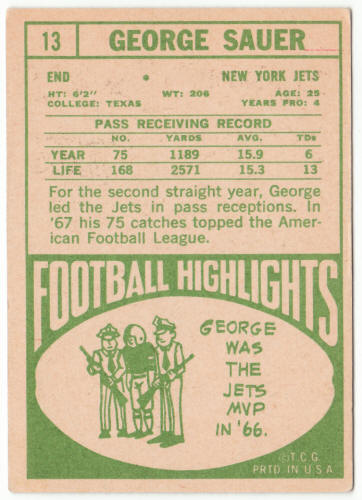 13 GEORGE SAUER
END • NEW YORK JETS
HT: 6'2" WT: 206 AGE: 25
COLLEGE: TEXAS YEARS PRO: 4
PASS RECEIVING RECORD
NO. YARDS AVG. TDs
YEAR 75 1189 15.9 6
LIFE 168 2571 15.3 13
For the second straight year, George
led the Jets in pass receptions. In
'67 his 75 catches topped the Amer-
ican Football League.
FOOTBALL HIGHLIGHTS
GEORGE
WAS
THE
JETS
MVP
IN '66.
©T.C.G.
PRTD IN U.S.A